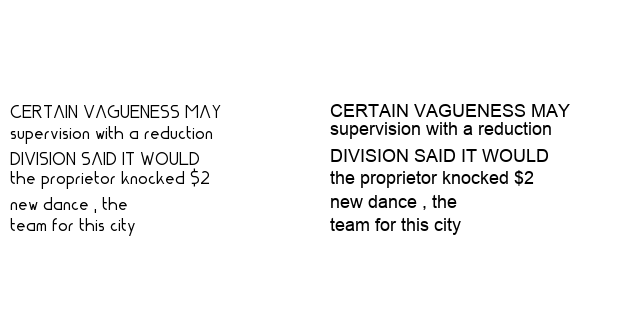 CERTAIN VAGUENESS MAY
supervision with a reduction
DIVISION SAID IT WOULD
the proprietor knocked $2
new dance , the
team for this city
CERTAIN VAGUENESS MAY
supervision with a reduction
DIVISION SAID IT WOULD
the proprietor knocked $2
new dance , the
team for this city